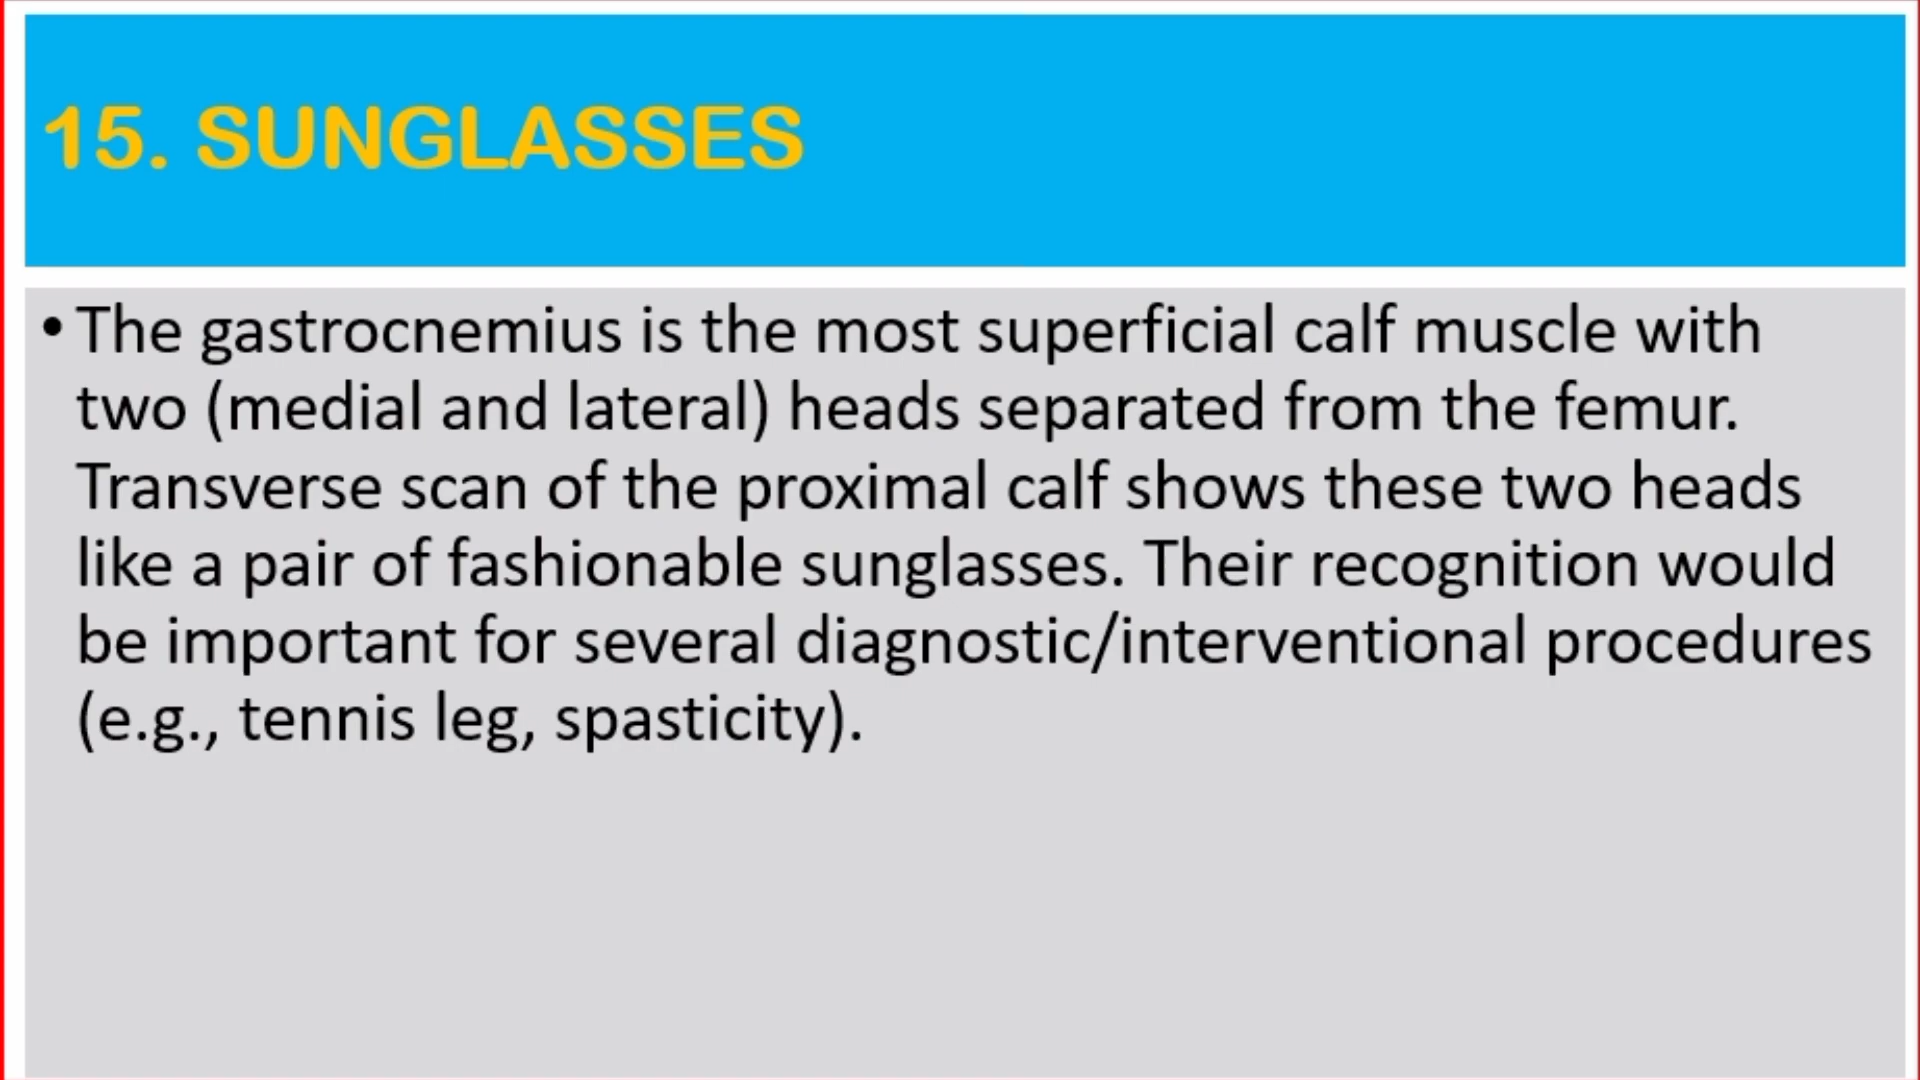 15. SUNGLASSES
• The gastrocnemius is the most superficial calf muscle with
two (medial and lateral) heads separated from the femur.
Transverse scan of the proximal calf shows these two heads
like a pair of fashionable sunglasses. Their recognition would
be important for several diagnostic/interventional procedures
(e.g., tennis leg, spasticity).